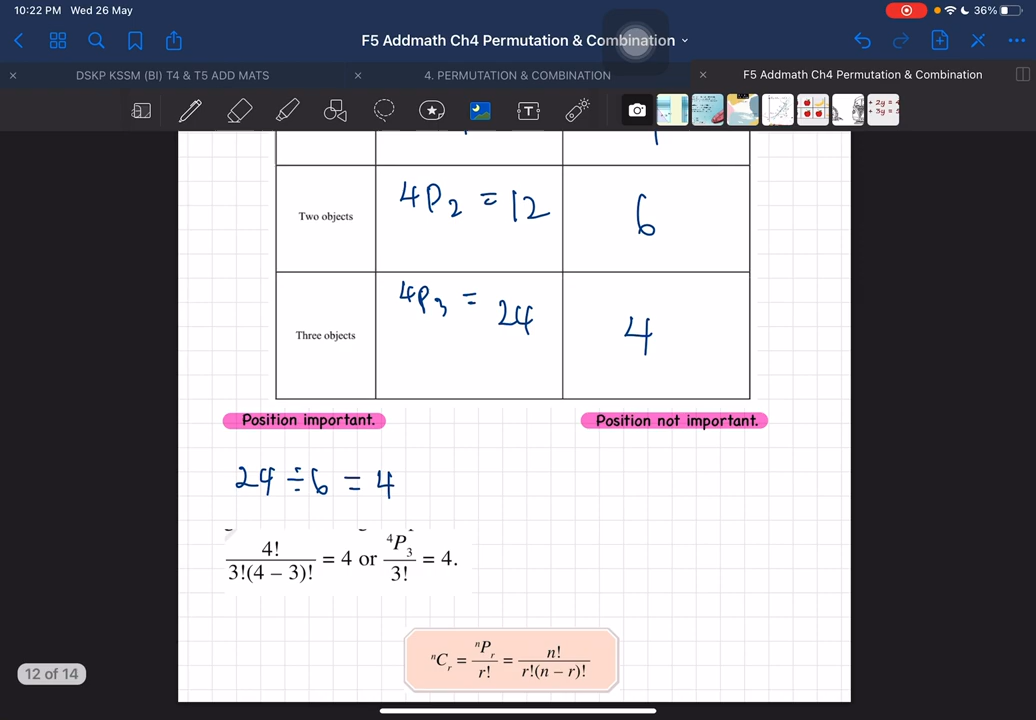 10:22 PM Wed 26 May
36%
F5 Addmath Ch4 Permutation & Combination
DSKP KSSM (BI) T4 & T5 ADD MATS
4. PERMUTATION & COMBINATION
F5 Addmath Ch4 Permutation & Combination
Two objects
4P₂ = 12
6
Three objects
4P₃ = 24
4
Position important.
Position not important.
24 ÷ 6 = 4
4!/3!(4 – 3)! = 4 or ⁴P₃/3! = 4.
ⁿCᵣ = ⁿPᵣ/r! = n!/r!(n – r)!
12 of 14